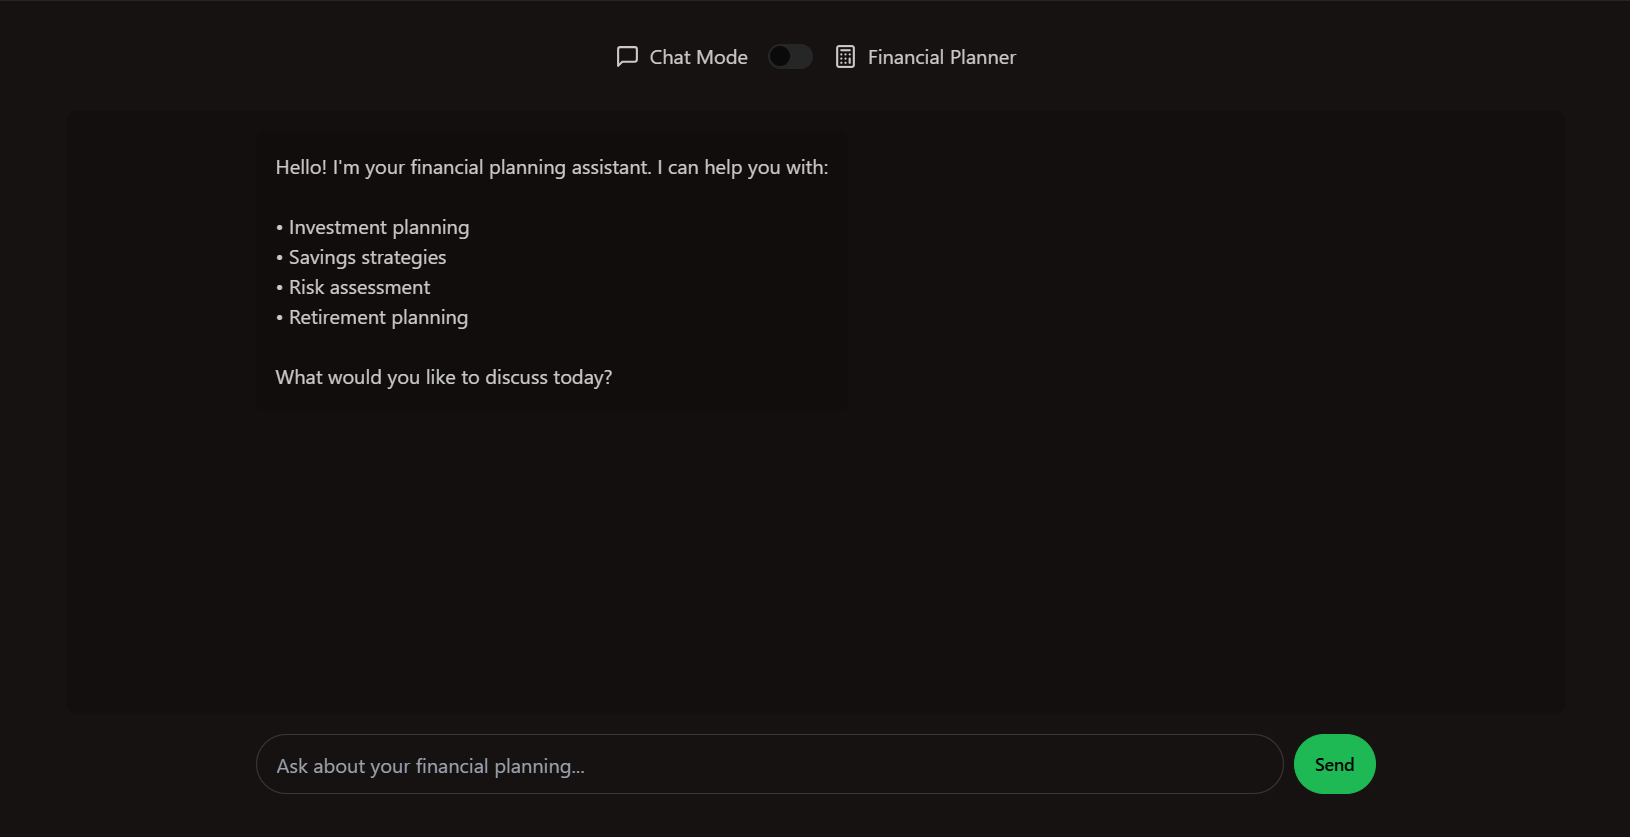 Chat Mode Financial Planner
Hello! I'm your financial planning assistant. I can help you with:
• Investment planning
• Savings strategies
• Risk assessment
• Retirement planning
What would you like to discuss today?
Ask about your financial planning... Send